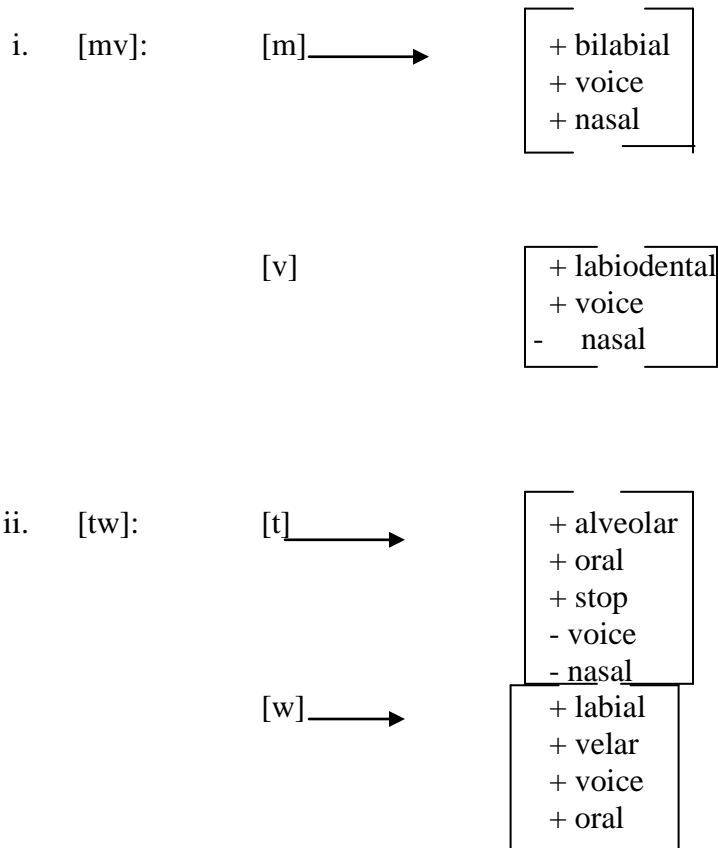 i. [mv]: [m] + bilabial
+ voice
+ nasal
[v] + labiodental
+ voice
- nasal
ii. [tw]: [t] + alveolar
+ oral
+ stop
- voice
- nasal
[w] + labial
+ velar
+ voice
+ oral